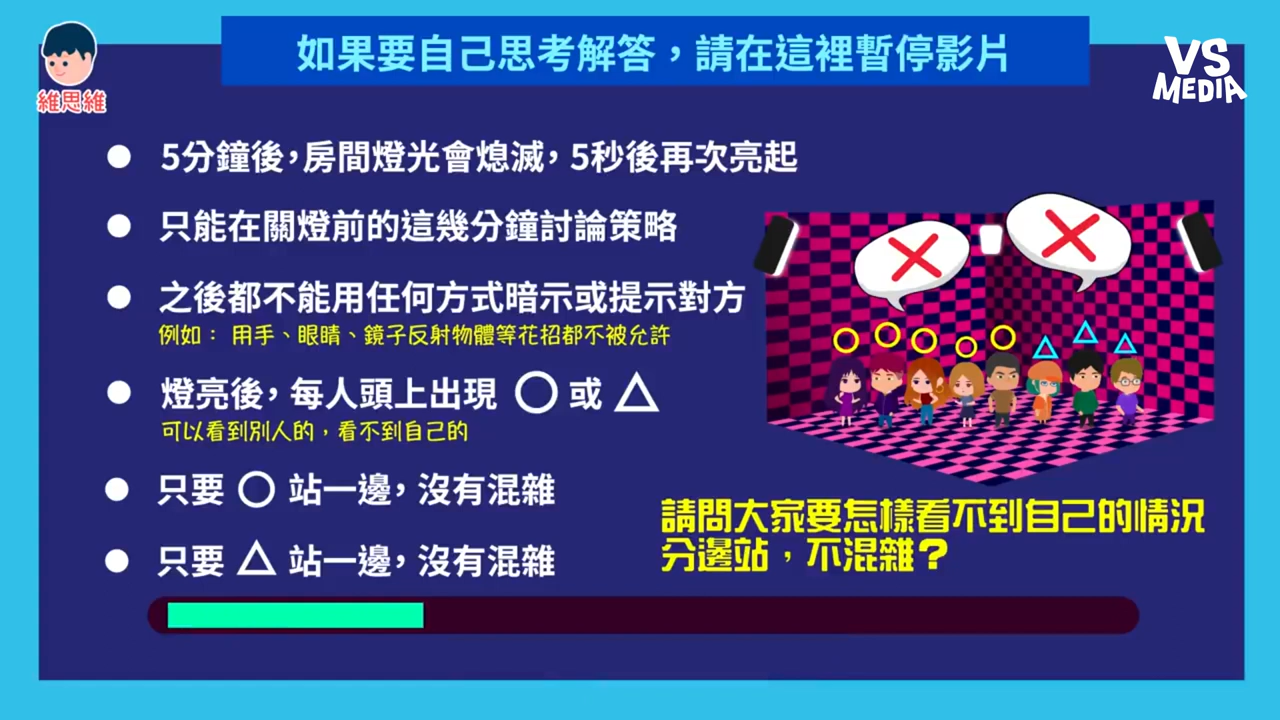 如果要自己思考解答，請在這裡暫停影片
維思維
VS
MEDIA
5分鐘後，房間燈光會熄滅，5秒後再次亮起
只能在關燈前的這幾分鐘討論策略
之後都不能用任何方式暗示或提示對方
例如： 用手、眼睛、鏡子反射物體等花招都不被允許
燈亮後，每人頭上出現 ◯ 或 △
可以看到別人的，看不到自己的
只要 ◯ 站一邊，沒有混雜
只要 △ 站一邊，沒有混雜
請問大家要怎樣看不到自己的情況
分邊站，不混雜？